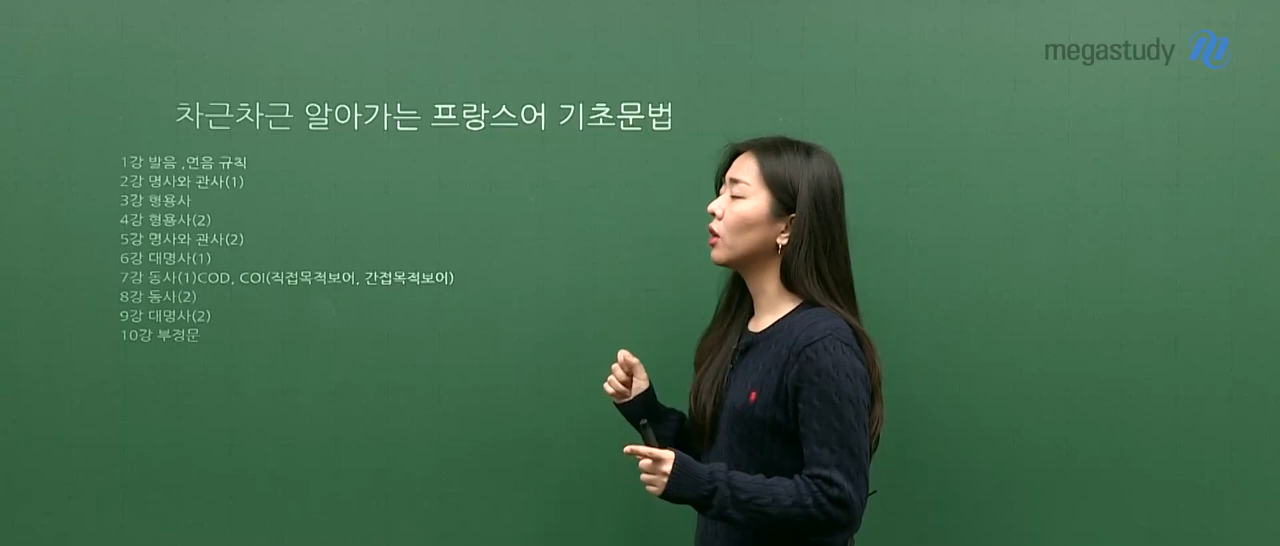 megastudy
차근차근 알아가는 프랑스어 기초문법
1강 발음 ,연음 규칙
2강 명사와 관사(1)
3강 형용사
4강 형용사(2)
5강 명사와 관사(2)
6강 대명사(1)
7강 동사(1)COD, COI(직접목적보어, 간접목적보어)
8강 동사(2)
9강 대명사(2)
10강 부정문